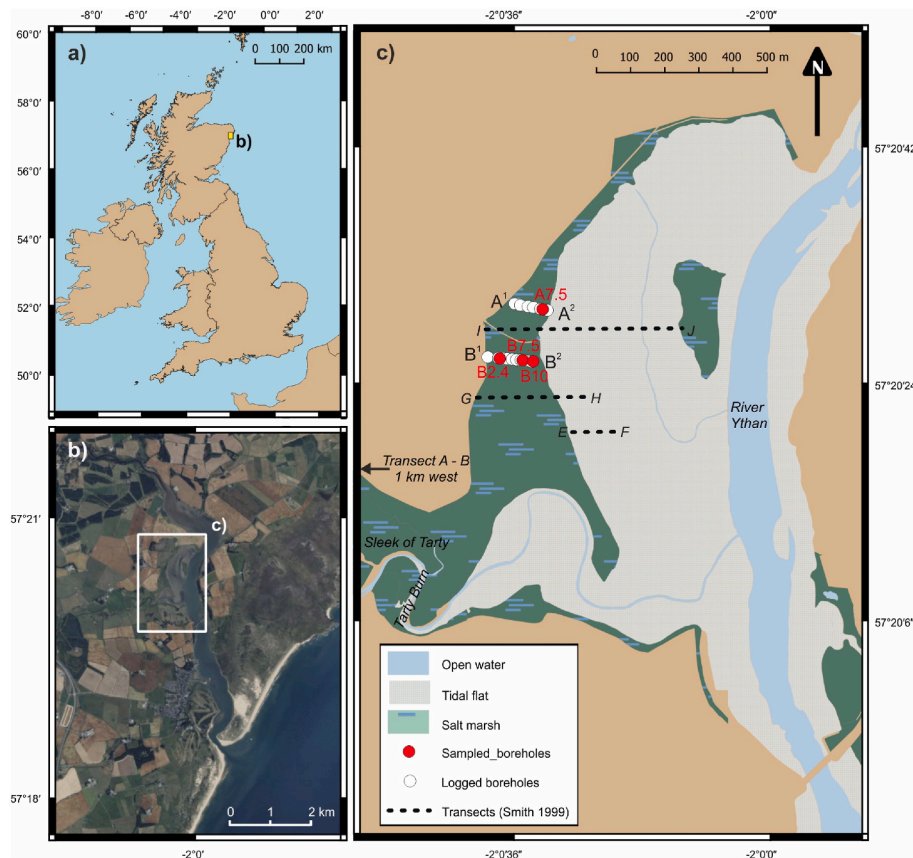 -8°0' -6°0' -4°0' -2°0' 0°0' 2°0'
60°0'
58°0'
56°0'
54°0'
52°0'
50°0'
a)
0 100 200 km
b)
b)
c)
57°21'
57°18'
0 1 2 km
-2°0'
-2°0'36" -2°0'0"
c)
0 100 200 300 400 500 m
N
57°20'42"
57°20'24"
57°20'6"
A¹ A7.5 A²
I J
B¹ B7.5 B²
B2.4 B10
G H
E F
River
Ythan
Transect A - B
1 km west
Sleek of Tarty
Tarty Burn
Open water
Tidal flat
Salt marsh
Sampled_boreholes
Logged boreholes
Transects (Smith 1999)
-2°0'36" -2°0'0"